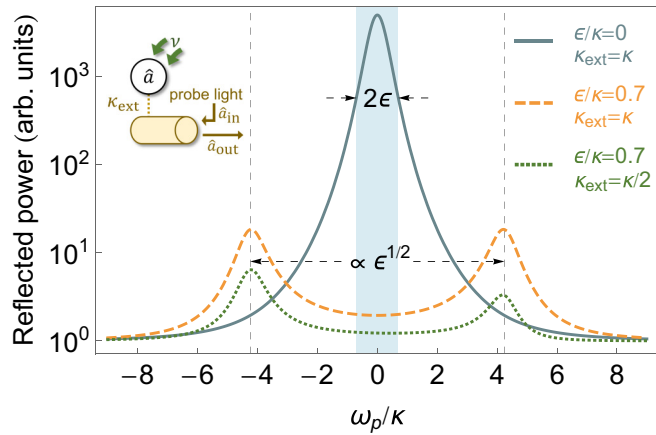 Reflected power (arb. units)
10³
10²
10¹
10⁰
−8 −6 −4 −2 0 2 4 6 8
ωₚ/κ
ν
â
κ_ext
probe light
â_in
â_out
2ϵ
∝ ϵ^{1/2}
ϵ/κ=0
κ_ext=κ
ϵ/κ=0.7
κ_ext=κ
ϵ/κ=0.7
κ_ext=κ/2